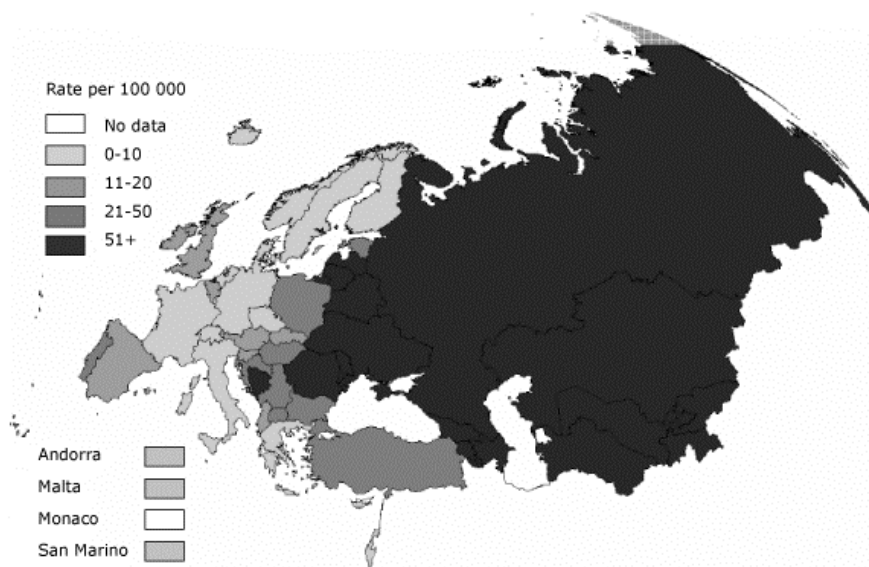 Rate per 100 000
No data
0-10
11-20
21-50
51+
Andorra
Malta
Monaco
San Marino